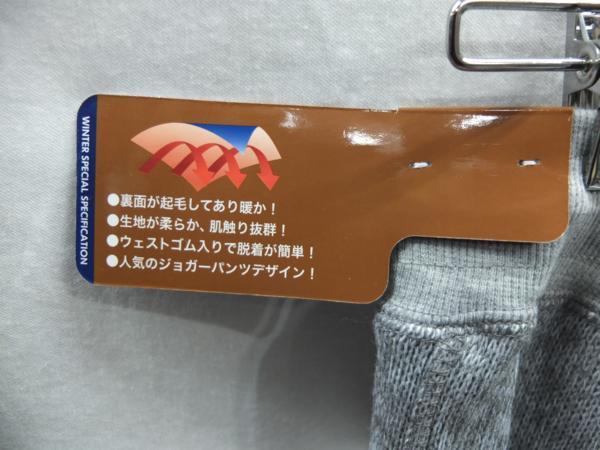 WINTER SPECIAL SPECIFICATION
●裏面が起毛してあり暖か！
●生地が柔らか、肌触り抜群！
●ウェストゴム入りで脱着が簡単！
●人気のジョガーパンツデザイン！